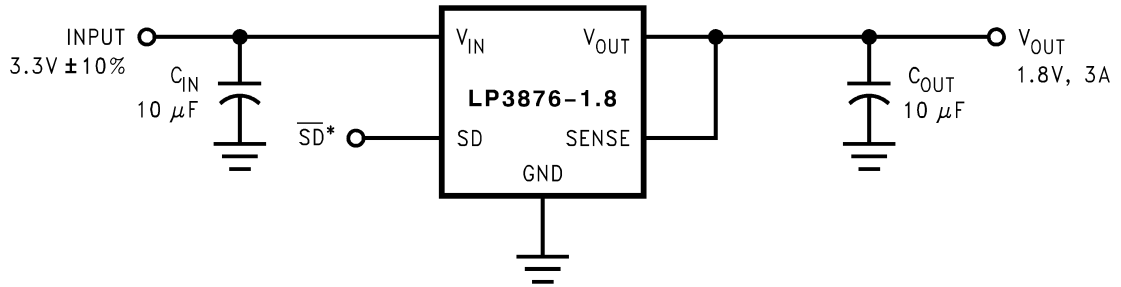 INPUT
3.3V ±10%
C_IN
10 μF
SD*
V_IN
V_OUT
LP3876-1.8
SD
SENSE
GND
C_OUT
10 μF
V_OUT
1.8V, 3A